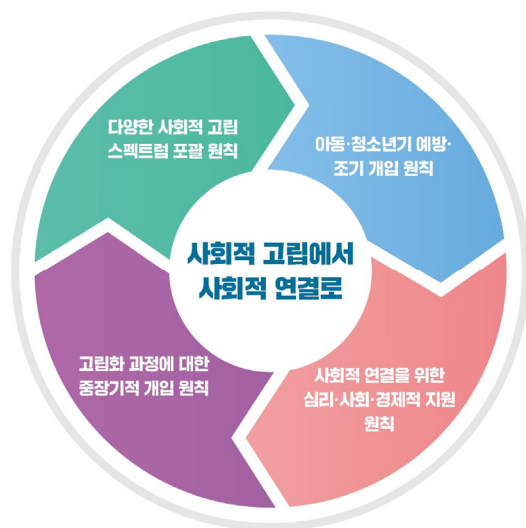 다양한 사회적 고립
스펙트럼 포괄 원칙
아동·청소년기 예방·
조기 개입 원칙
사회적 고립에서
사회적 연결로
고립화 과정에 대한
중장기적 개입 원칙
사회적 연결을 위한
심리·사회·경제적 지원
원칙